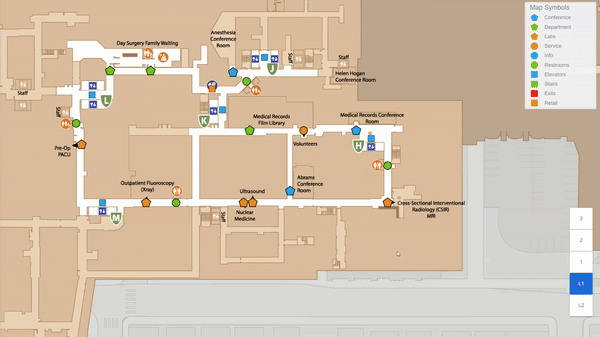 Map Symbols
Conference
Department
Labs
Service
Info
Restrooms
Elevators
Stairs
Exits
Retail
Anesthesia
Conference
Room
Day Surgery Family Waiting
Staff
J
Staff
Helen Hogan
Conference Room
Staff
L
Staff
K
Medical Records
Film Library
Volunteers
Medical Records Conference
Room
H
Pre-Op
PACU
Outpatient Fluoroscopy
(Xray)
Ultrasound
Abrams
Conference
Room
M
Staff
Nuclear
Medicine
Cross-Sectional Interventional
Radiology (CSIR)
MRI
3
2
1
L1
L2